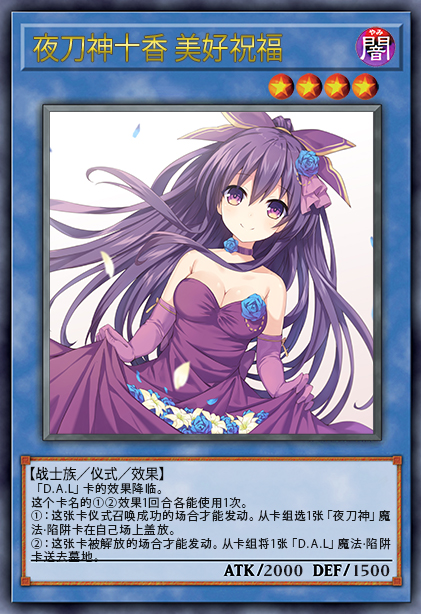 夜刀神十香 美好祝福
やみ
闇
【战士族／仪式／效果】
「D.A.L」卡的效果降临。
这个卡名的①②效果1回合各能使用1次。
①：这张卡仪式召唤成功的场合才能发动。从卡组选1张「夜刀神」魔
法·陷阱卡在自己场上盖放。
②：这张卡被解放的场合才能发动。从卡组将1张「D.A.L」魔法·陷阱
卡送去墓地。
ATK/2000 DEF/1500